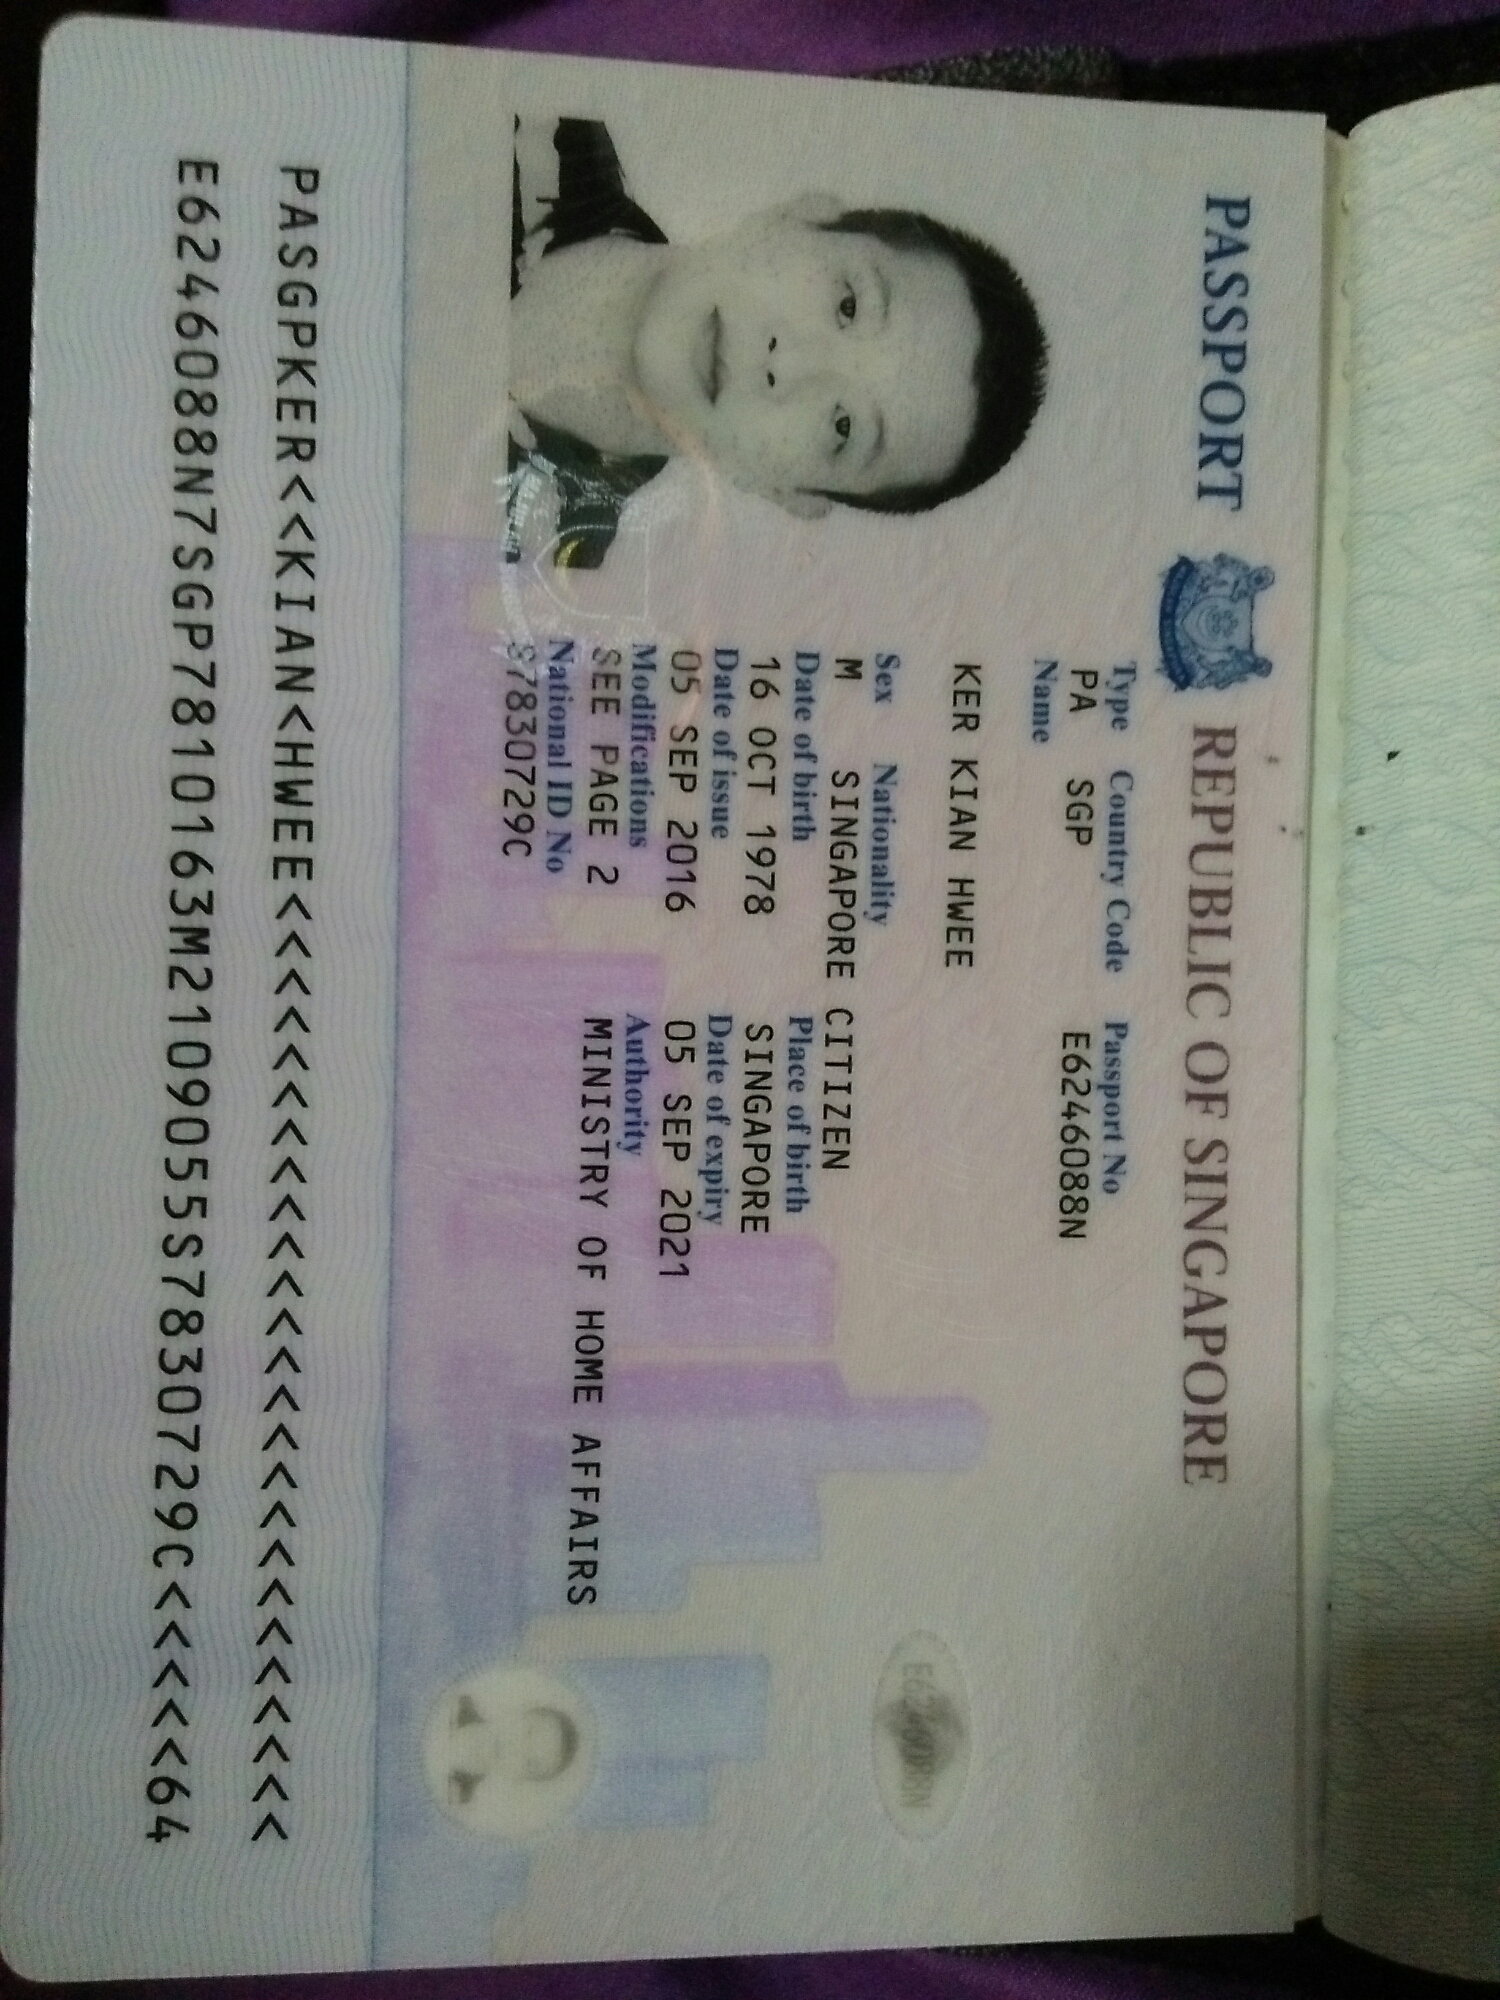 PASSPORT REPUBLIC OF SINGAPORE
Type Country Code Passport No
PA SGP E6246088N
Name
KER KIAN HWEE
Sex Nationality
M SINGAPORE CITIZEN
Date of birth Place of birth
16 OCT 1978 SINGAPORE
Date of issue Date of expiry
05 SEP 2016 05 SEP 2021
Modifications Authority
SEE PAGE 2 MINISTRY OF HOME AFFAIRS
National ID No
S7830729C
PASGPKER<<KIAN<HWEE<<<<<<<<<<<<<<<<<<<<<<<<<
E6246088N7SGP7810163M2109055S7830729C<<<<<64